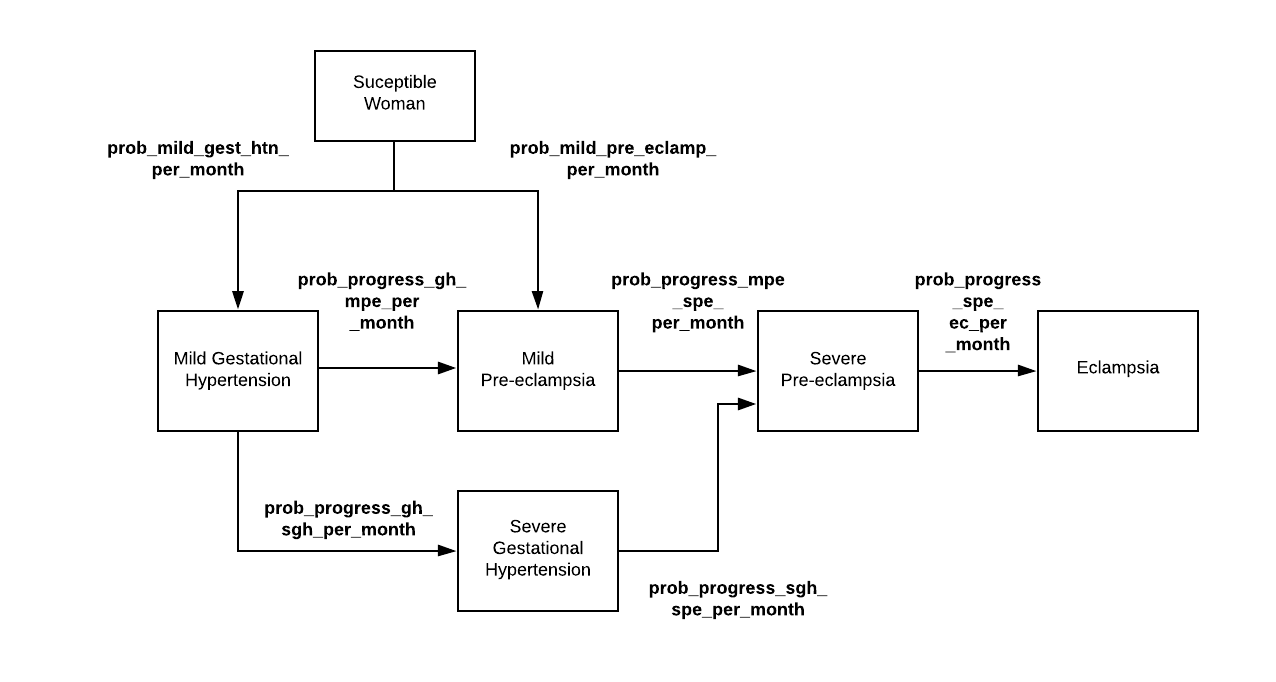 Suceptible
Woman
prob_mild_gest_htn_
per_month
prob_mild_pre_eclamp_
per_month
prob_progress_gh_
mpe_per
_month
prob_progress_mpe
_spe_
per_month
prob_progress
_spe_
ec_per
_month
Mild Gestational
Hypertension
Mild
Pre-eclampsia
Severe
Pre-eclampsia
Eclampsia
prob_progress_gh_
sgh_per_month
Severe
Gestational
Hypertension
prob_progress_sgh_
spe_per_month